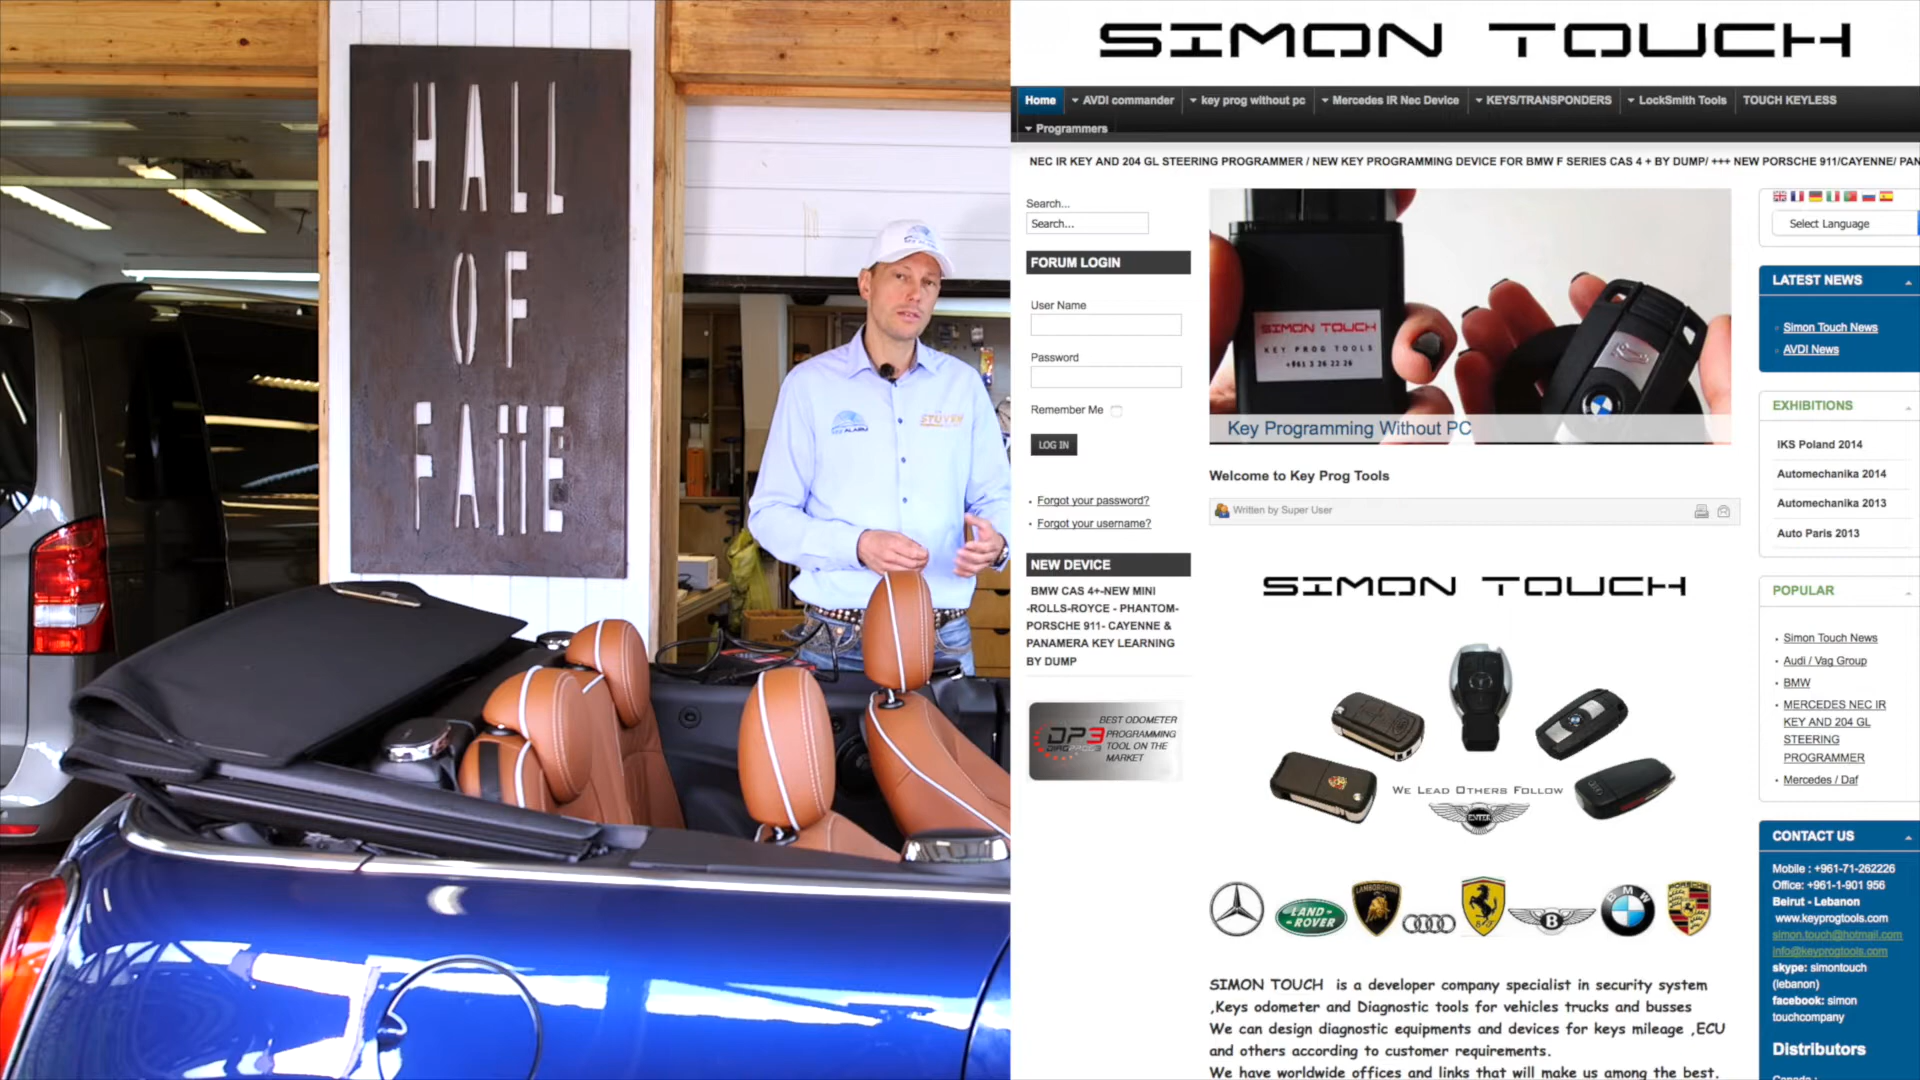 HALL
OF
FAME
STÜVEN
SIMON TOUCH
Home
AVDI commander
key prog without pc
Mercedes IR Nec Device
KEYS/TRANSPONDERS
LockSmith Tools
TOUCH KEYLESS
Programmers
NEC IR KEY AND 204 GL STEERING PROGRAMMER / NEW KEY PROGRAMMING DEVICE FOR BMW F SERIES CAS 4 + BY DUMP/ +++ NEW PORSCHE 911/CAYENNE/ PAN
Search...
Search...
FORUM LOGIN
User Name
Password
Remember Me
LOG IN
Forgot your password?
Forgot your username?
NEW DEVICE
BMW CAS 4+-NEW MINI
-ROLLS-ROYCE - PHANTOM-
PORSCHE 911- CAYENNE &
PANAMERA KEY LEARNING
BY DUMP
DP3
BEST ODOMETER
PROGRAMMING
TOOL ON THE
MARKET
SIMON TOUCH
KEY PROG TOOLS
+961 3 26 22 26
Key Programming Without PC
Welcome to Key Prog Tools
Written by Super User
SIMON TOUCH
We Lead Others Follow
ENTER
LAND-
-ROVER
LAMBORGHINI
B
BMW
SIMON TOUCH is a developer company specialist in security system
,Keys odometer and Diagnostic tools for vehicles trucks and busses
We can design diagnostic equipments and devices for keys mileage ,ECU
and others according to customer requirements.
We have worldwide offices and links that will make us among the best.
Select Language
LATEST NEWS
Simon Touch News
AVDI News
EXHIBITIONS
IKS Poland 2014
Automechanika 2014
Automechanika 2013
Auto Paris 2013
POPULAR
Simon Touch News
Audi / Vag Group
BMW
MERCEDES NEC IR
KEY AND 204 GL
STEERING
PROGRAMMER
Mercedes / Daf
CONTACT US
Mobile : +961-71-262226
Office: +961-1-901 956
Beirut - Lebanon
www.keyprogtools.com
simon.touch@hotmail.com
info@keyprogtools.com
skype: simontouch
(lebanon)
facebook: simon
touchcompany
Distributors